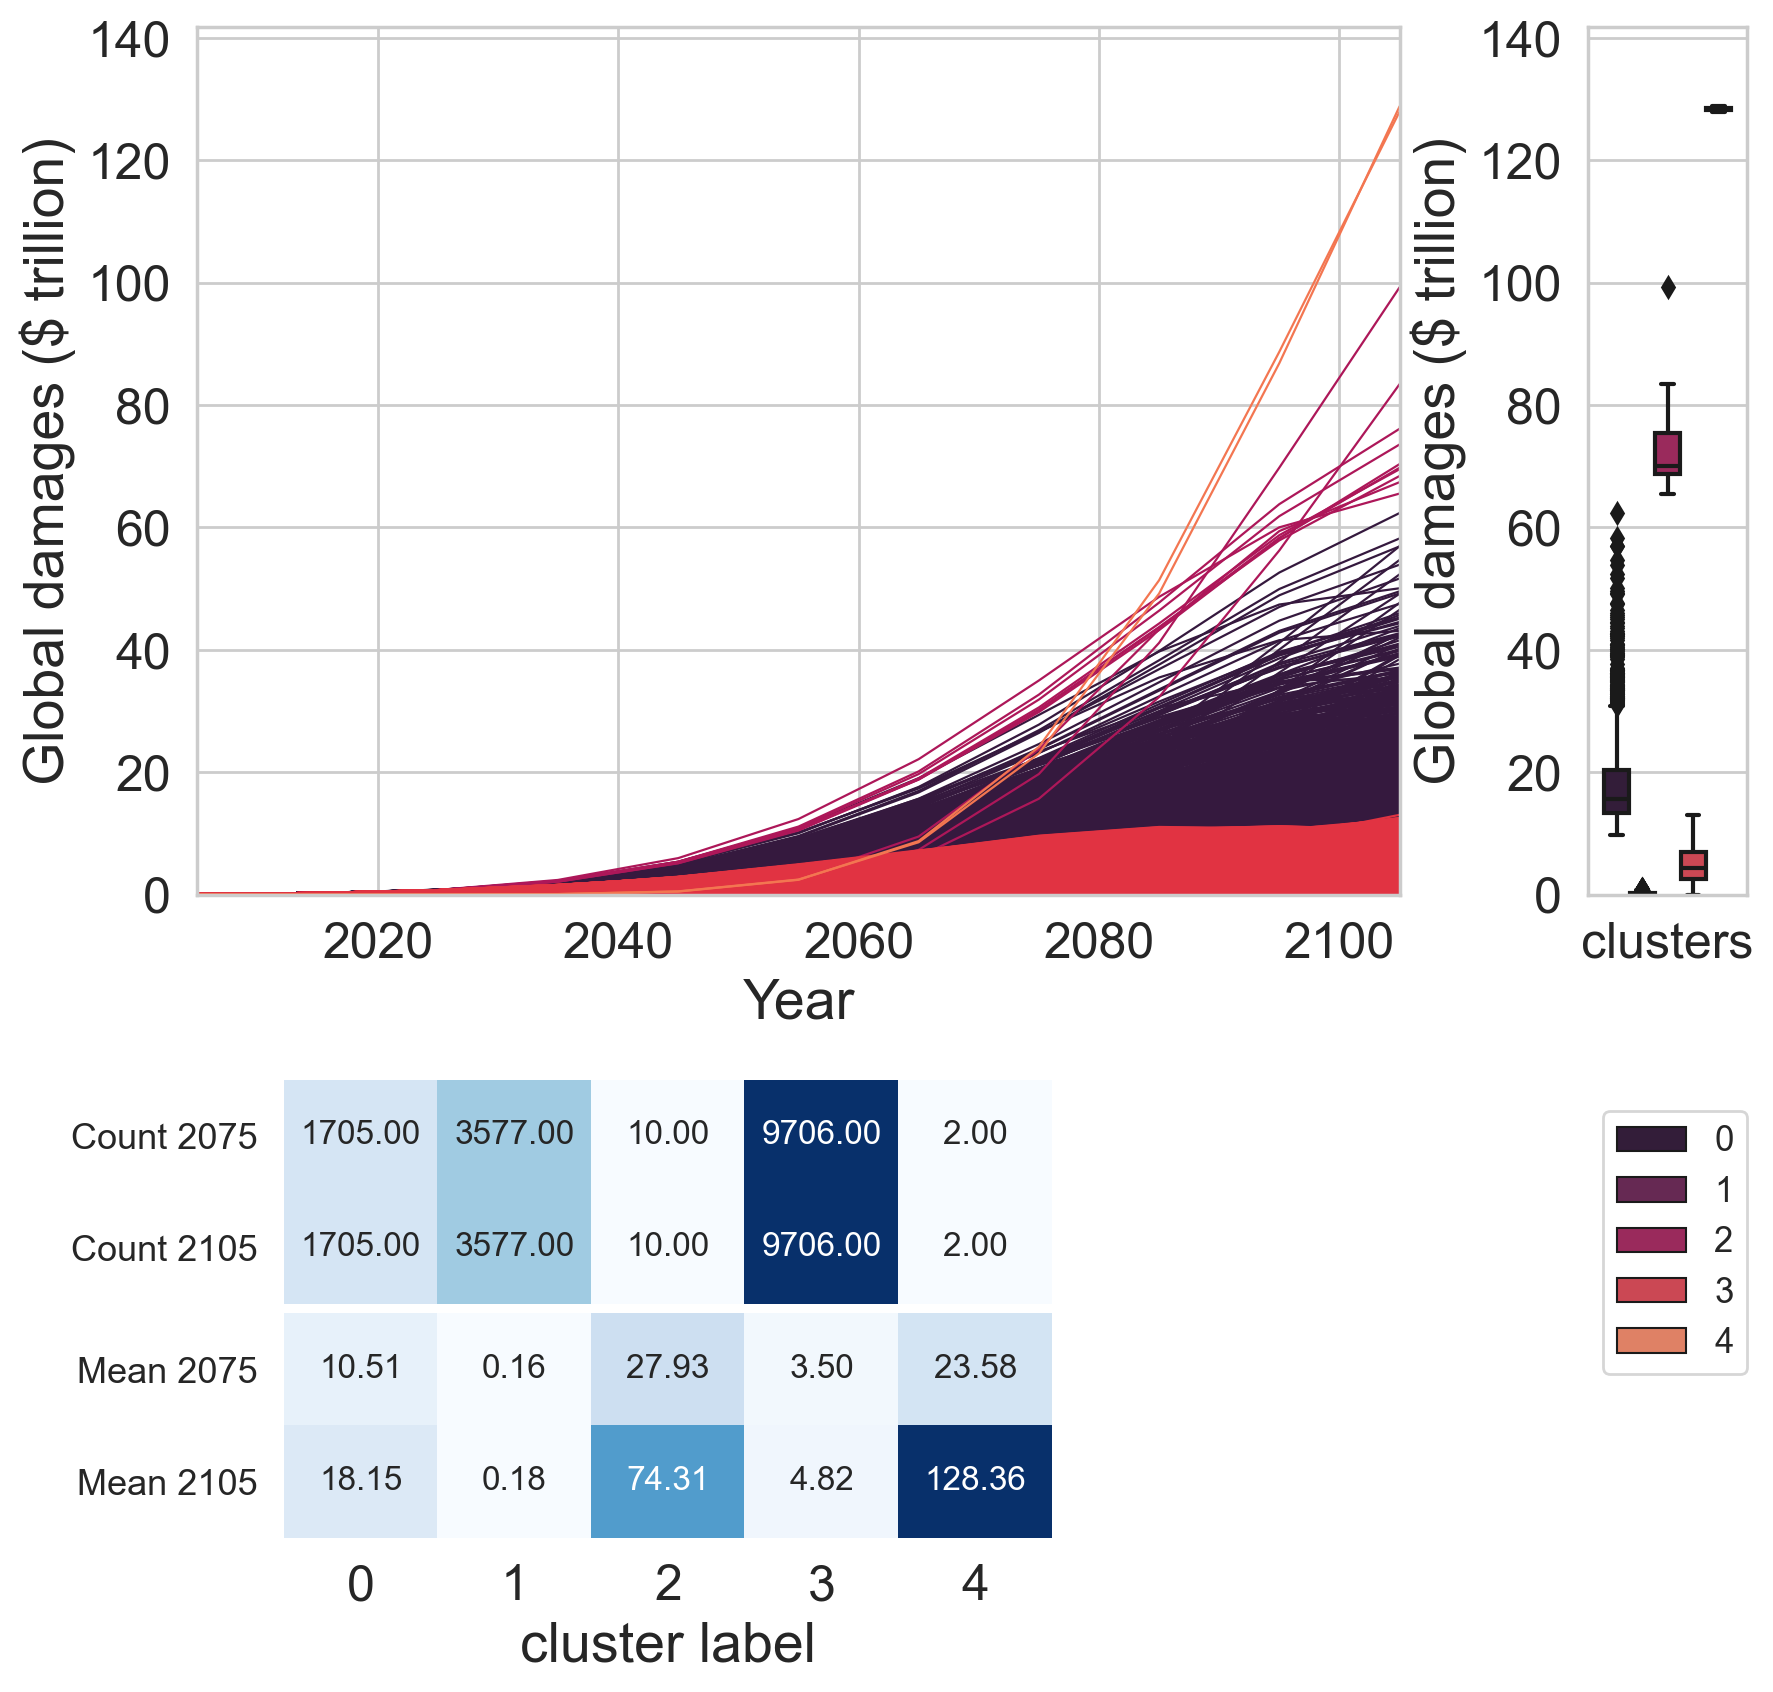 140
120
100
80
60
40
20
0
Global damages ($ trillion)
2020 2040 2060 2080 2100
Year
140
120
100
80
60
40
20
0
Global damages ($ trillion)
clusters
Count 2075 1705.00 3577.00 10.00 9706.00 2.00
Count 2105 1705.00 3577.00 10.00 9706.00 2.00
Mean 2075 10.51 0.16 27.93 3.50 23.58
Mean 2105 18.15 0.18 74.31 4.82 128.36
0 1 2 3 4
cluster label
0
1
2
3
4